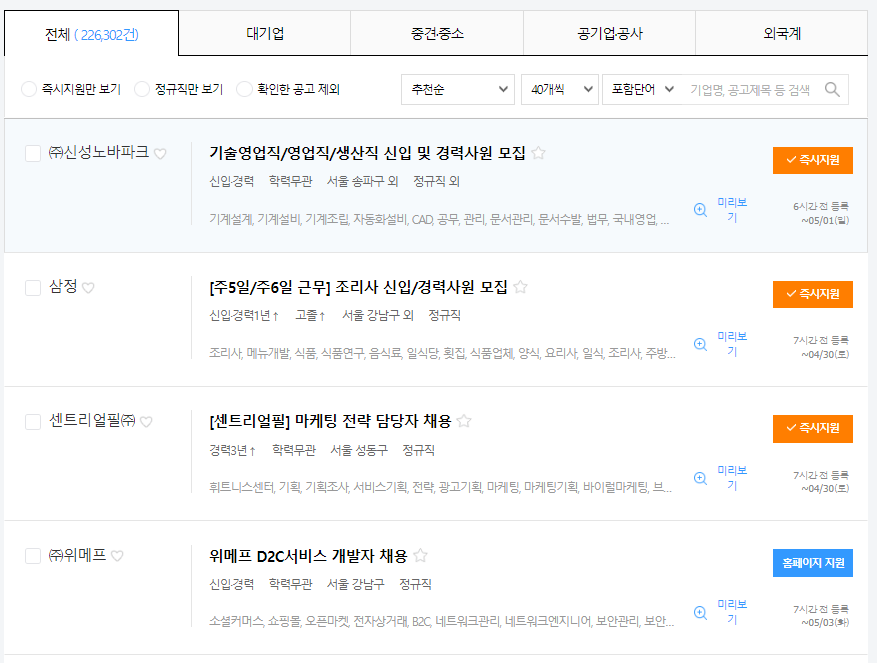 전체 ( 226,302건) 대기업 중견·중소 공기업·공사 외국계
즉시지원만 보기 정규직만 보기 확인한 공고 제외 추천순 40개씩 포함단어 기업명, 공고제목 등 검색
㈜신성노바파크 기술영업직/영업직/생산직 신입 및 경력사원 모집 즉시지원
신입·경력 학력무관 서울 송파구 외 정규직 외
기계설계, 기계설비, 기계조립, 자동화설비, CAD, 공무, 관리, 문서관리, 문서수발, 법무, 국내영업, ...
미리보
기
6시간 전 등록
~05/01(일)
삼정 [주5일/주6일 근무] 조리사 신입/경력사원 모집 즉시지원
신입·경력1년↑ 고졸↑ 서울 강남구 외 정규직
조리사, 메뉴개발, 식품, 식품연구, 음식료, 일식당, 횟집, 식품업체, 양식, 요리사, 일식, 조리사, 주방...
미리보
기
7시간 전 등록
~04/30(토)
센트리얼필㈜ [센트리얼필] 마케팅 전략 담당자 채용 즉시지원
경력3년↑ 학력무관 서울 성동구 정규직
휘트니스센터, 기획, 기획조사, 서비스기획, 전략, 광고기획, 마케팅, 마케팅기획, 바이럴마케팅, 브...
미리보
기
7시간 전 등록
~04/30(토)
㈜위메프 위메프 D2C서비스 개발자 채용 홈페이지 지원
신입·경력 학력무관 서울 강남구 정규직
소셜커머스, 쇼핑몰, 오픈마켓, 전자상거래, B2C, 네트워크관리, 네트워크엔지니어, 보안관리, 보안...
미리보
기
7시간 전 등록
~05/03(화)